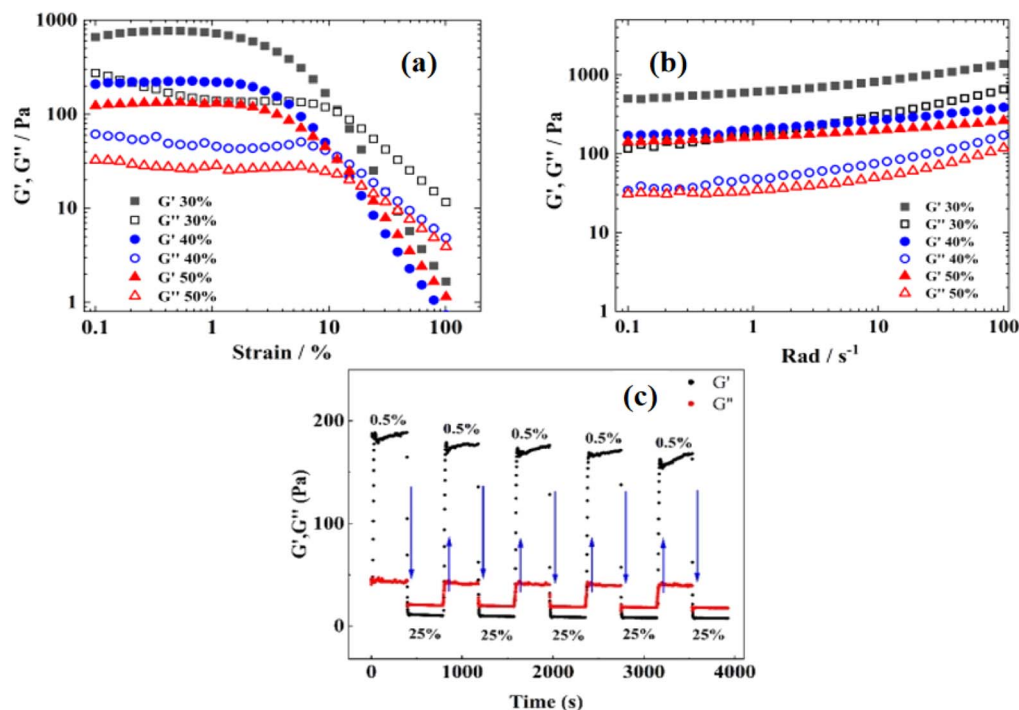 (a)
G', G'' / Pa
1000
100
10
1
G' 30%
G'' 30%
G' 40%
G'' 40%
G' 50%
G'' 50%
0.1 1 10 100
Strain / %
(b)
G', G'' / Pa
1000
100
10
1
G' 30%
G'' 30%
G' 40%
G'' 40%
G' 50%
G'' 50%
0.1 1 10 100
Rad / s⁻¹
(c)
G'
G''
G',G'' (Pa)
200
100
0
0.5% 0.5% 0.5% 0.5% 0.5%
25% 25% 25% 25% 25%
0 1000 2000 3000 4000
Time (s)